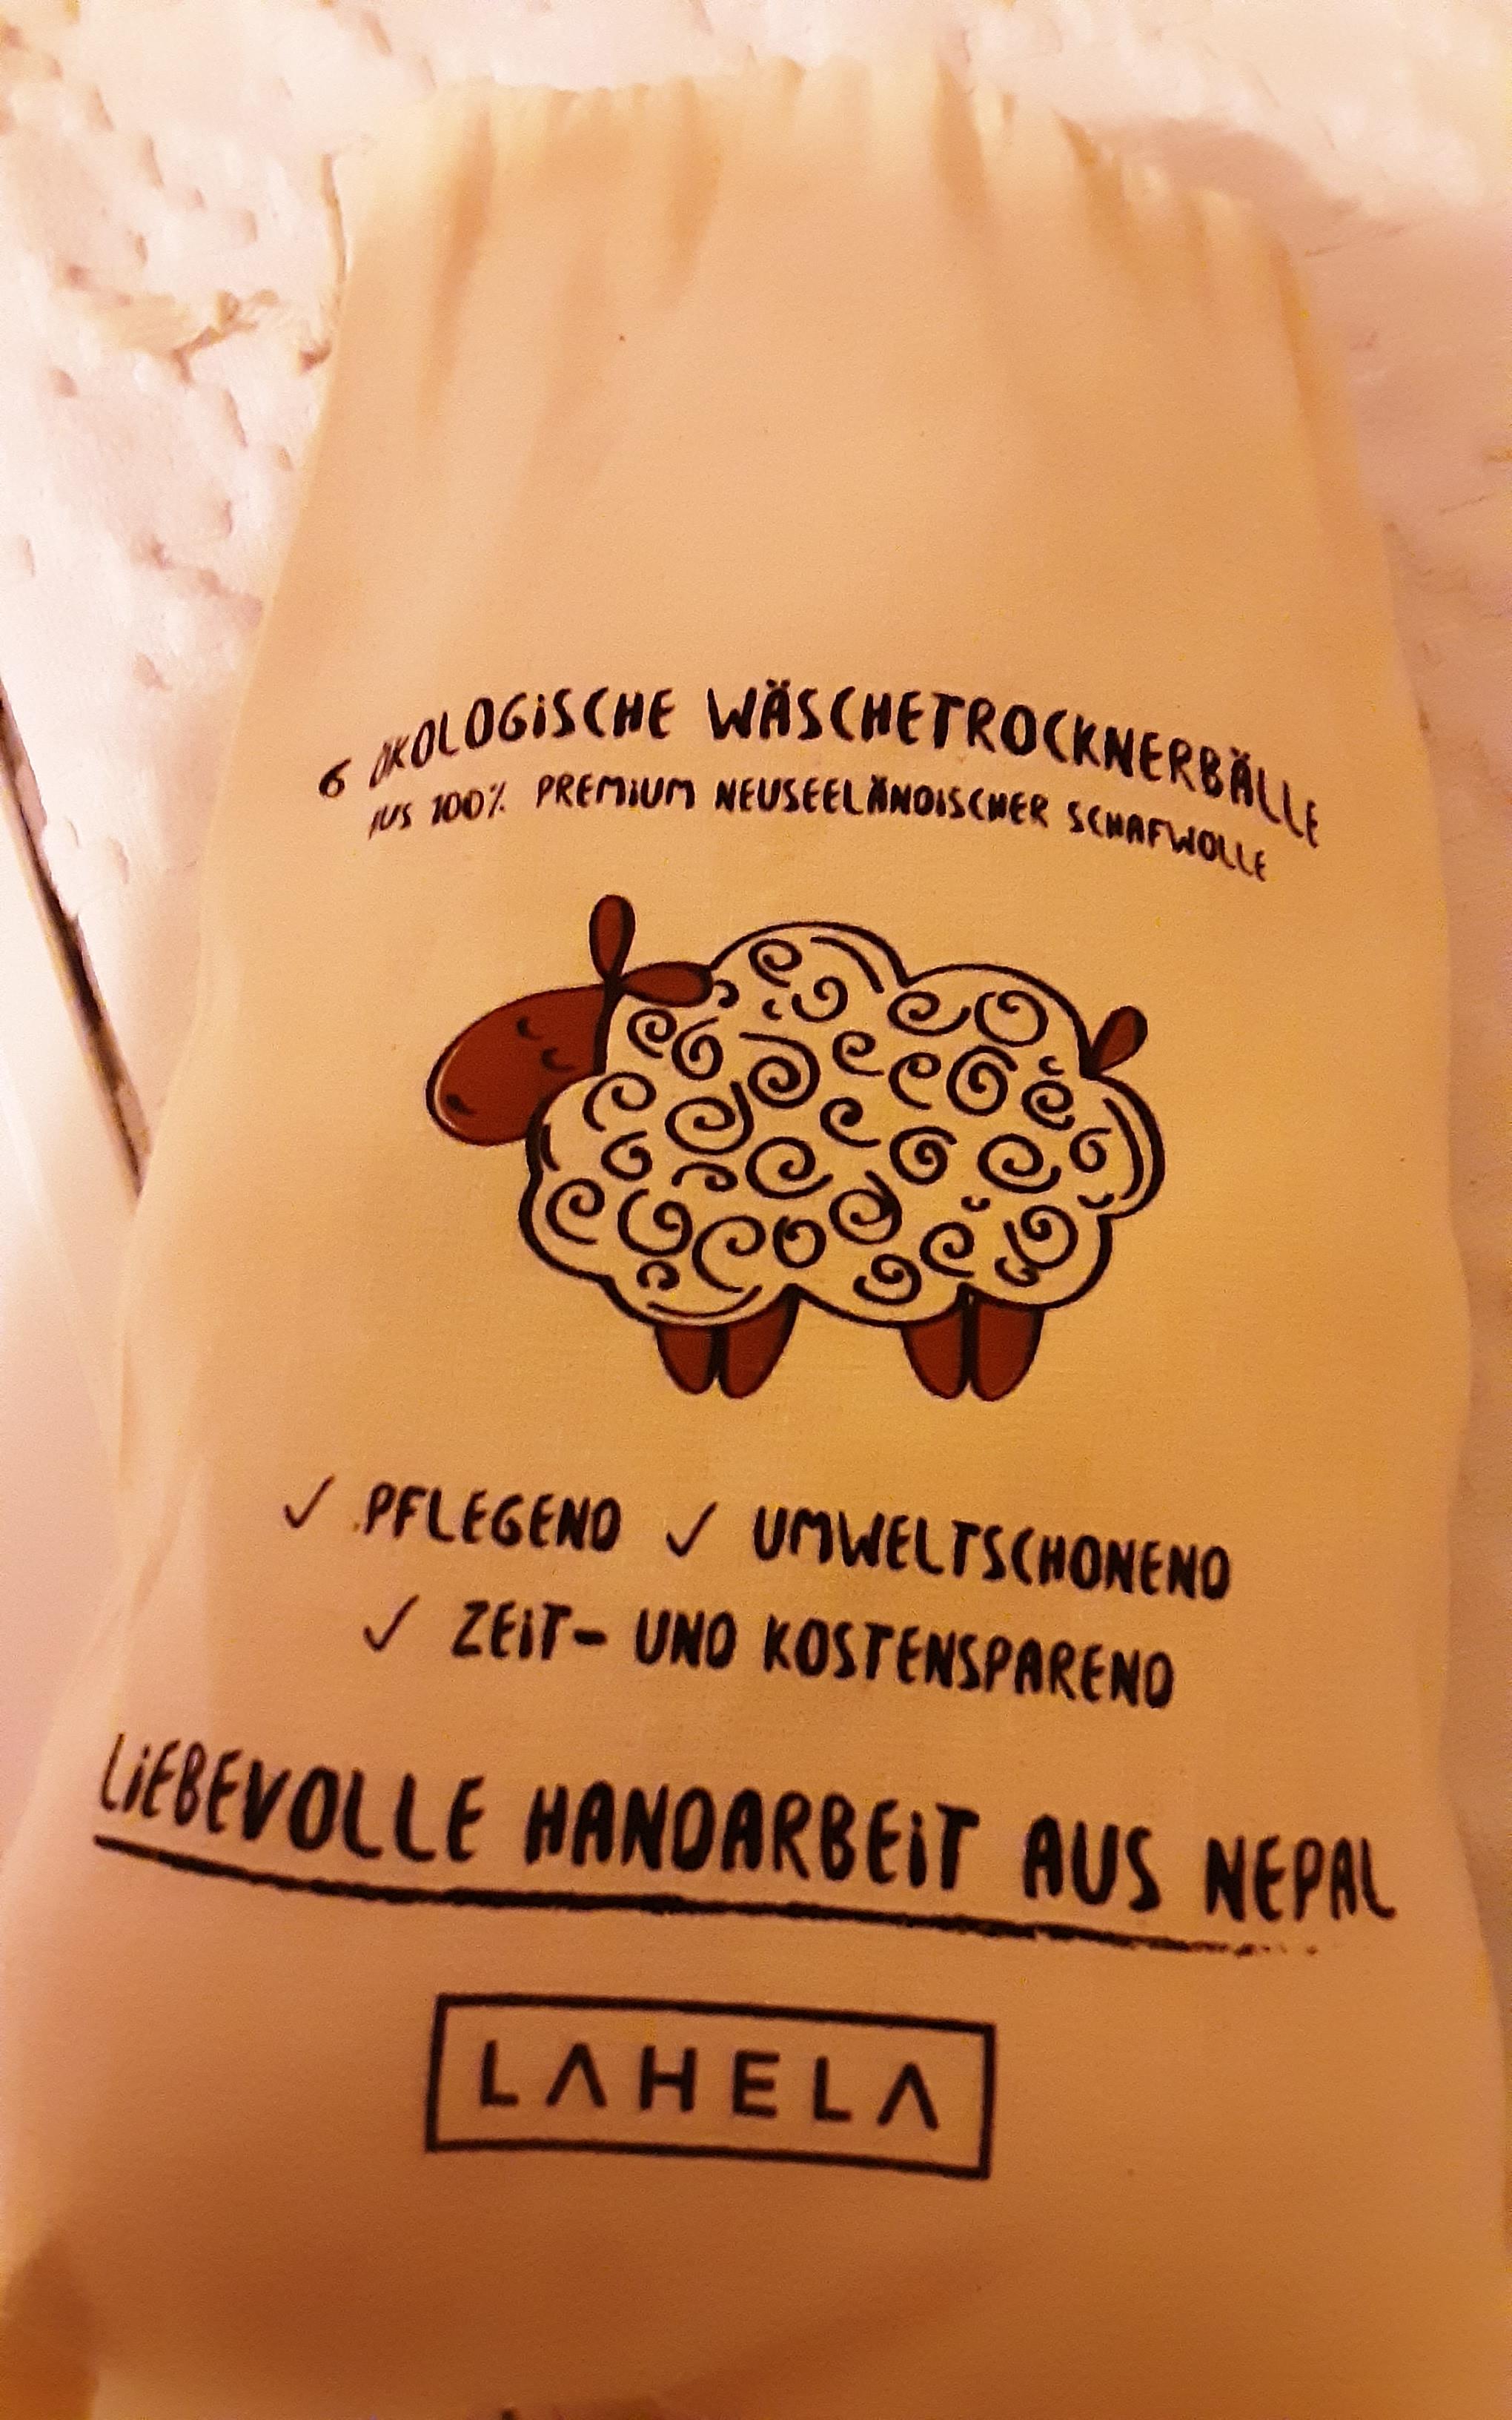 6 ÖKOLOGiSCHE WÄSCHETROCKNERBÄLLE
AUS 100% PREMiUM NEUSEELÄNDiSCHER SCHAFWOLLE
✓ PFLEGEND ✓ UMWELTSCHONEND
✓ ZEiT- UND KOSTENSPAREND
LiEBEVOLLE HANDARBEiT AUS NEPAL
LAHELA